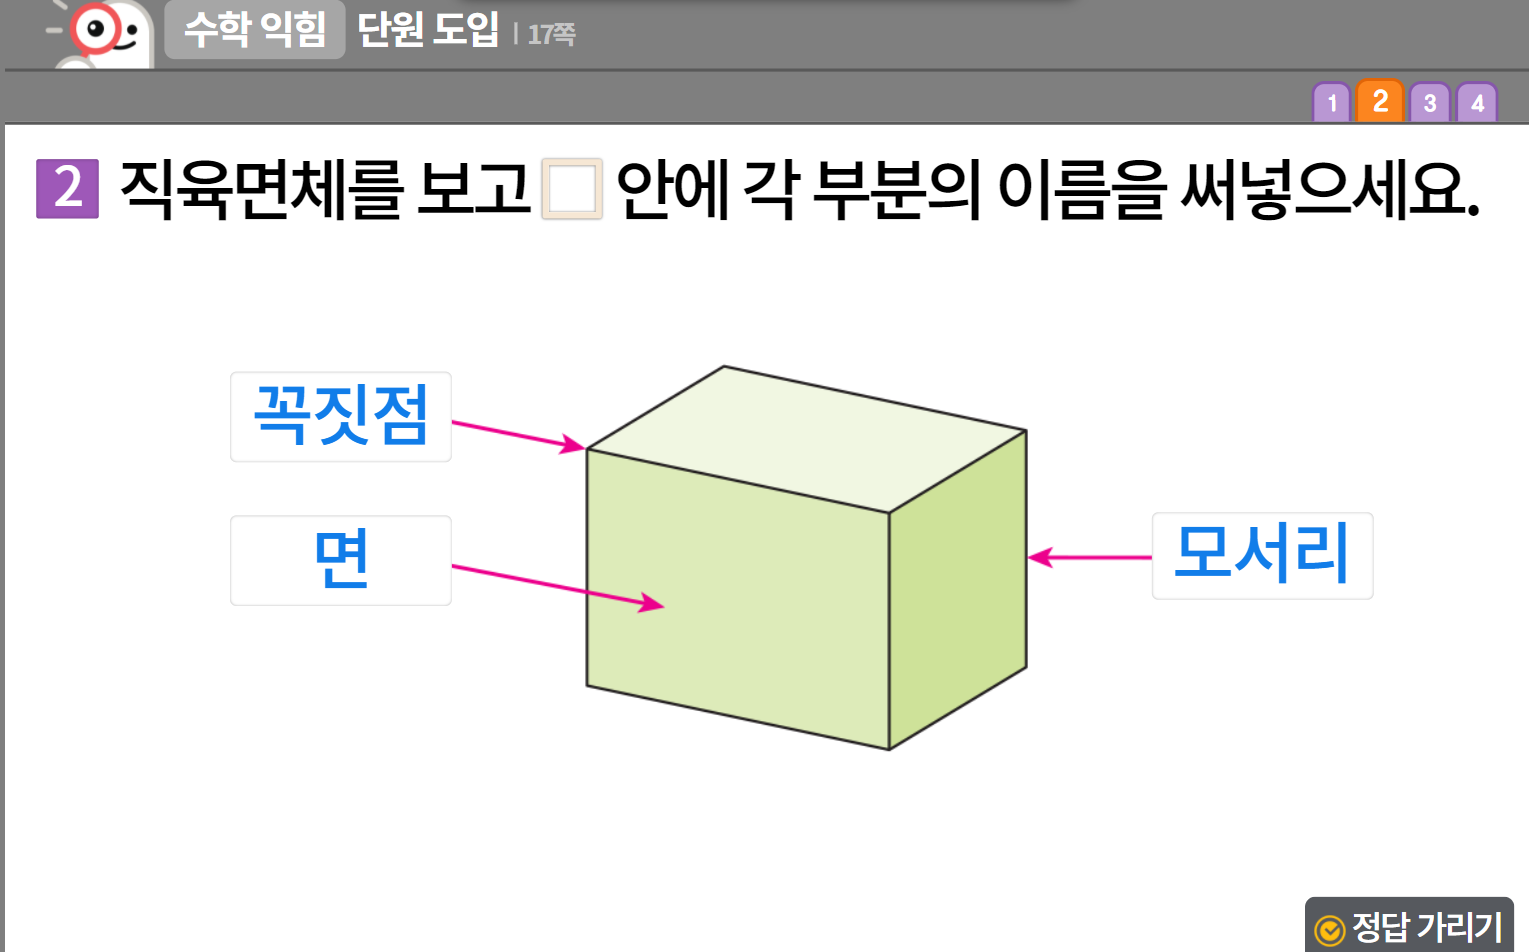 수학 익힘 단원 도입 | 17쪽
1 2 3 4
2 직육면체를 보고 □ 안에 각 부분의 이름을 써넣으세요.
꼭짓점
면
모서리
정답 가리기